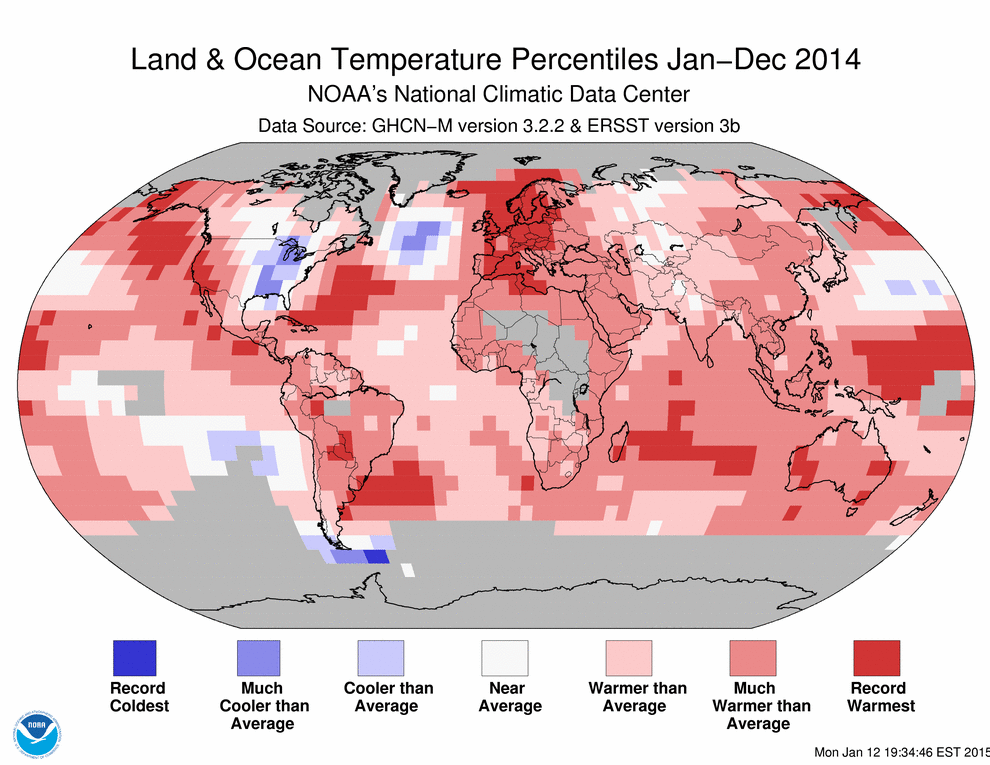 Land & Ocean Temperature Percentiles Jan–Dec 2014
NOAA's National Climatic Data Center
Data Source: GHCN–M version 3.2.2 & ERSST version 3b
Record
Coldest
Much
Cooler than
Average
Cooler than
Average
Near
Average
Warmer than
Average
Much
Warmer than
Average
Record
Warmest
NOAA
Mon Jan 12 19:34:46 EST 2015